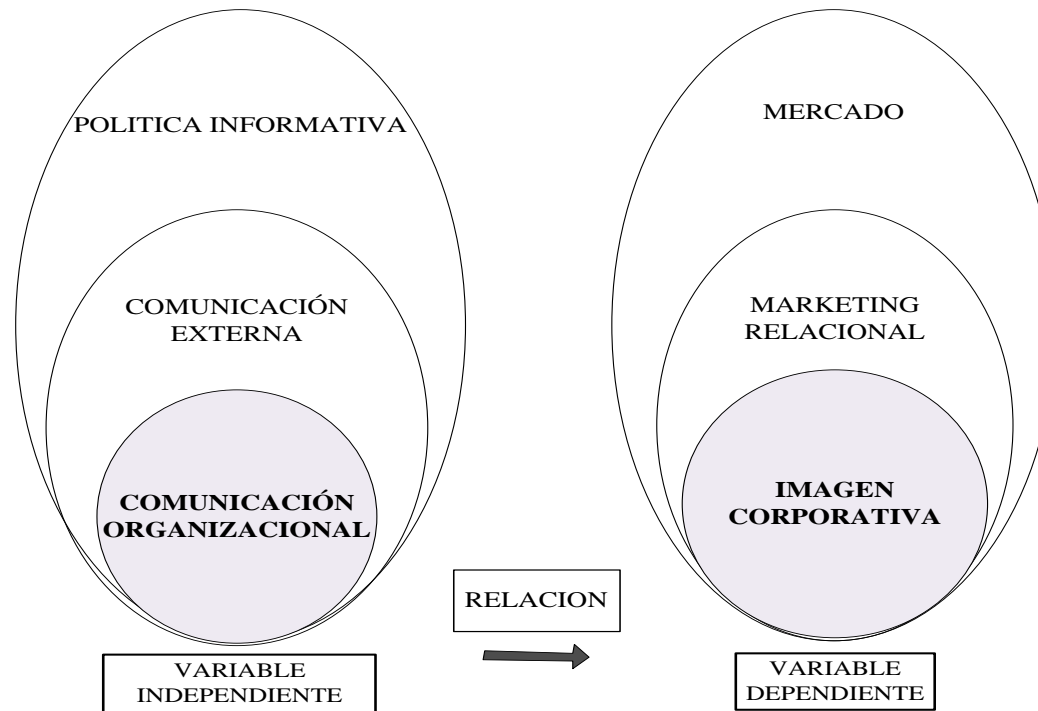 POLITICA INFORMATIVA
COMUNICACIÓN
EXTERNA
COMUNICACIÓN
ORGANIZACIONAL
VARIABLE
INDEPENDIENTE
RELACION
MERCADO
MARKETING
RELACIONAL
IMAGEN
CORPORATIVA
VARIABLE
DEPENDIENTE